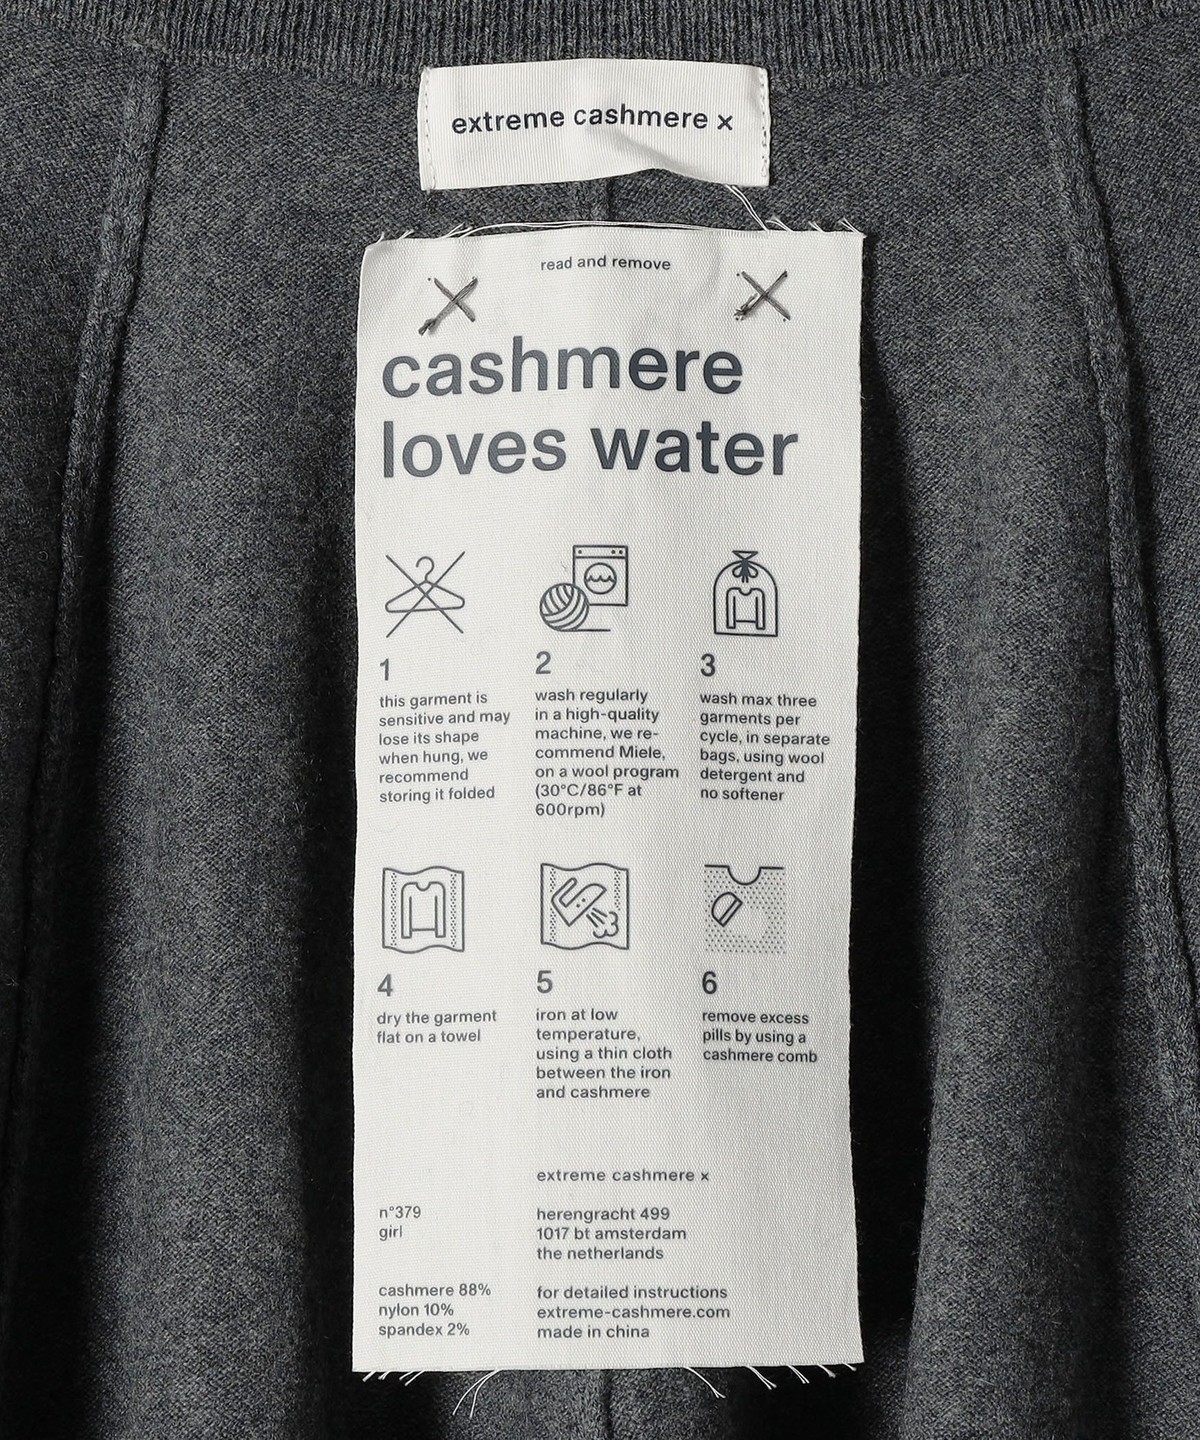 extreme cashmere x
read and remove
cashmere
loves water
1
this garment is
sensitive and may
lose its shape
when hung, we
recommend
storing it folded
2
wash regularly
in a high-quality
machine, we re-
commend Miele,
on a wool program
(30°C/86°F at
600rpm)
3
wash max three
garments per
cycle, in separate
bags, using wool
detergent and
no softener
4
dry the garment
flat on a towel
5
iron at low
temperature,
using a thin cloth
between the iron
and cashmere
6
remove excess
pills by using a
cashmere comb
n°379
girl
cashmere 88%
nylon 10%
spandex 2%
extreme cashmere x
herengracht 499
1017 bt amsterdam
the netherlands
for detailed instructions
extreme-cashmere.com
made in china